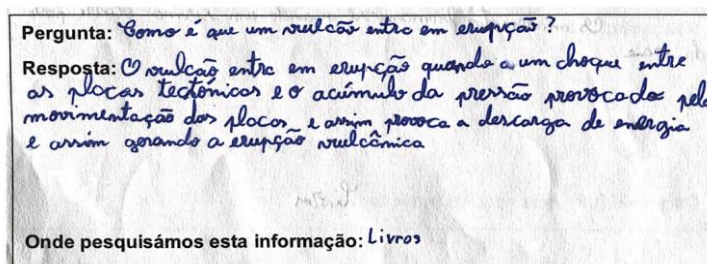 Pergunta: Como é que um vulcão entra em erupção?
Resposta: O vulcão entra em erupção quando a um choque entre
as placas tectónicas e o acúmulo da pressão provocada pela
movimentação das placas, e assim provoca a descarga de energia
e assim gerando a erupção vulcânica
Onde pesquisámos esta informação: Livros